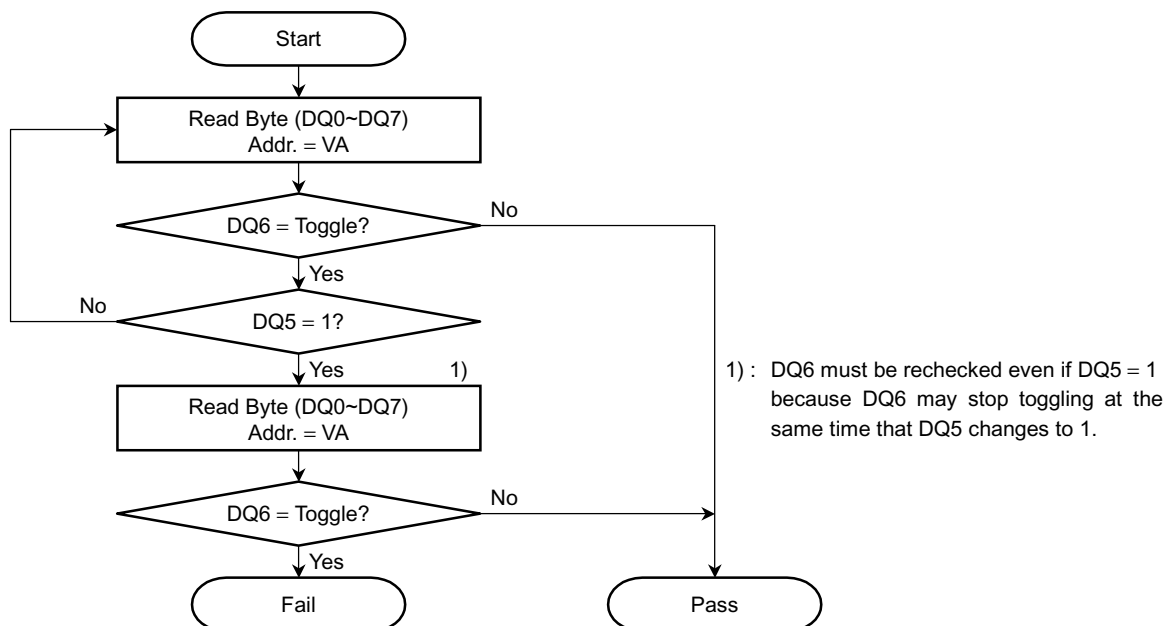 Start
Read Byte (DQ0~DQ7)
Addr. = VA
DQ6 = Toggle?
No
Yes
No
DQ5 = 1?
Yes
1)
Read Byte (DQ0~DQ7)
Addr. = VA
1) : DQ6 must be rechecked even if DQ5 = 1
because DQ6 may stop toggling at the
same time that DQ5 changes to 1.
DQ6 = Toggle?
No
Yes
Fail
Pass